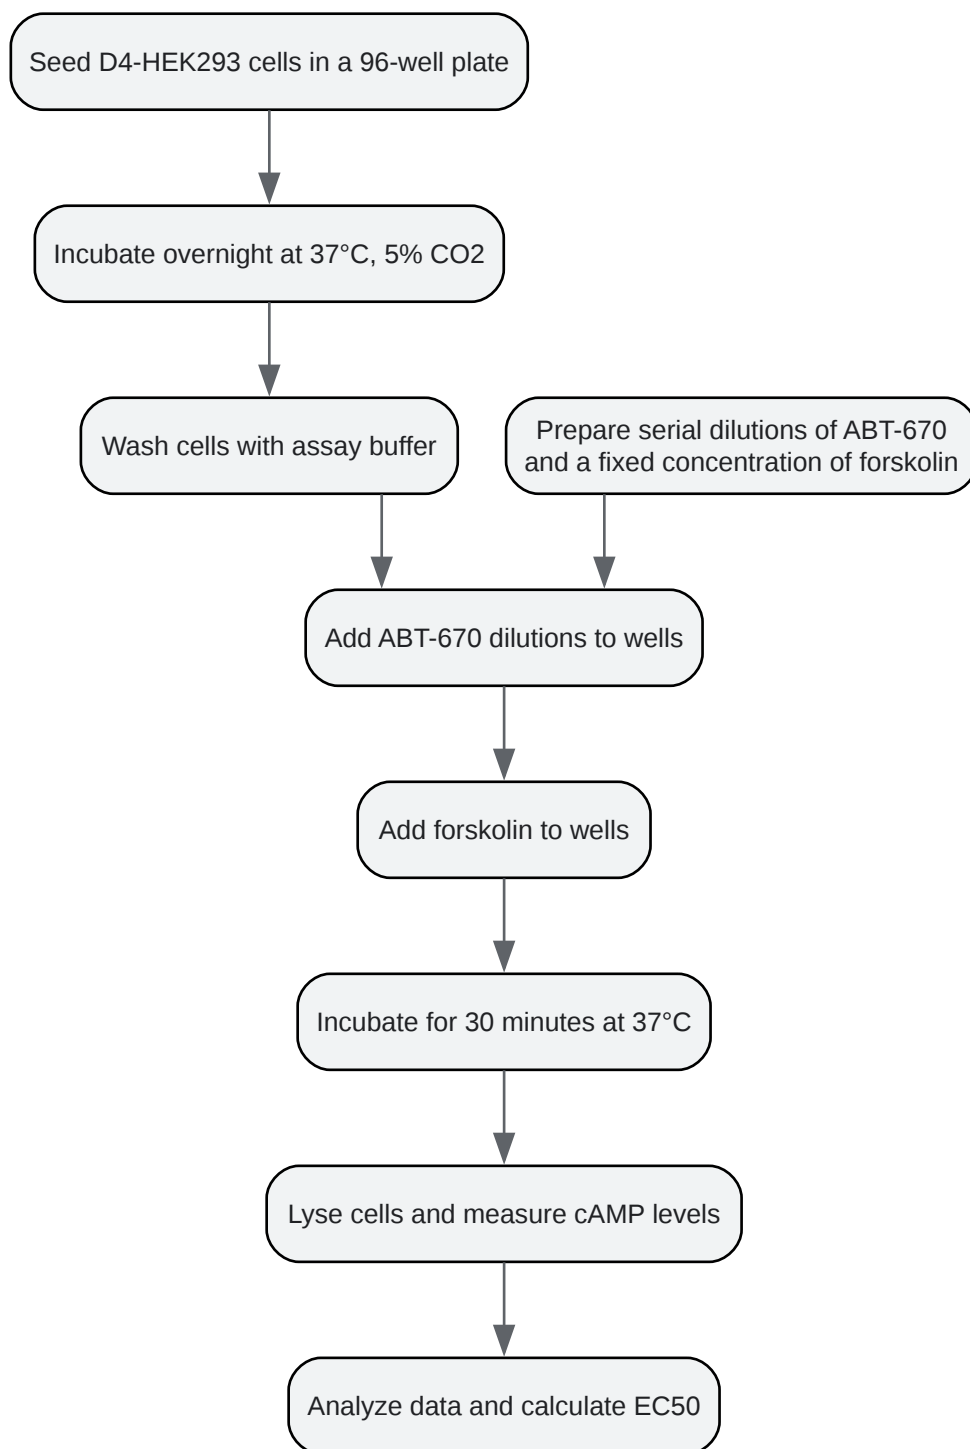 Seed D4-HEK293 cells in a 96-well plate
Incubate overnight at 37°C, 5% CO2
Wash cells with assay buffer
Prepare serial dilutions of ABT-670
and a fixed concentration of forskolin
Add ABT-670 dilutions to wells
Add forskolin to wells
Incubate for 30 minutes at 37°C
Lyse cells and measure cAMP levels
Analyze data and calculate EC50